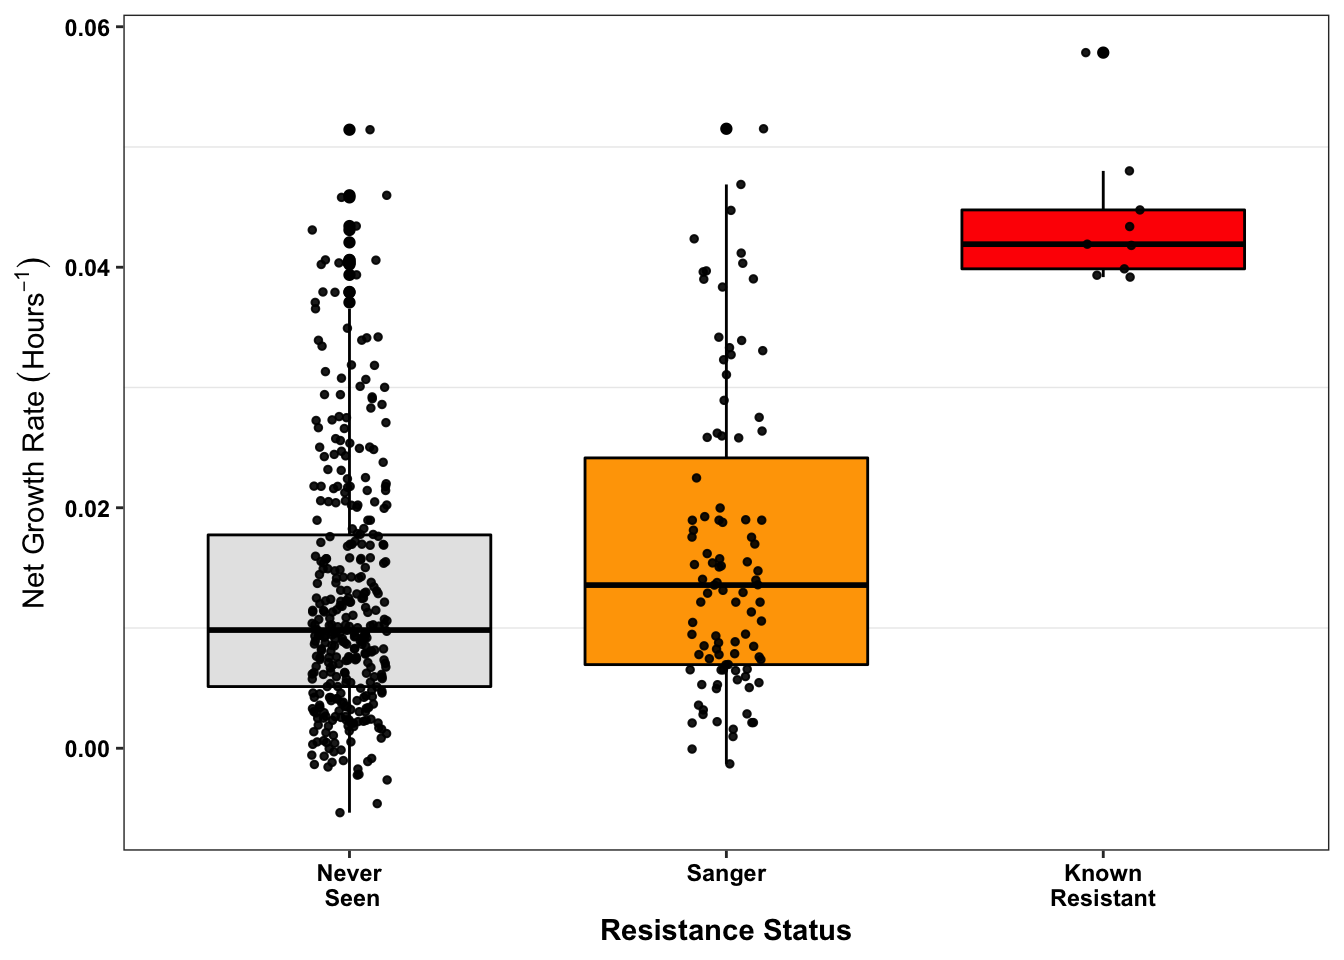 0.06
0.04
0.02
0.00
Net Growth Rate (Hours⁻¹)
Never
Seen
Sanger
Known
Resistant
Resistance Status